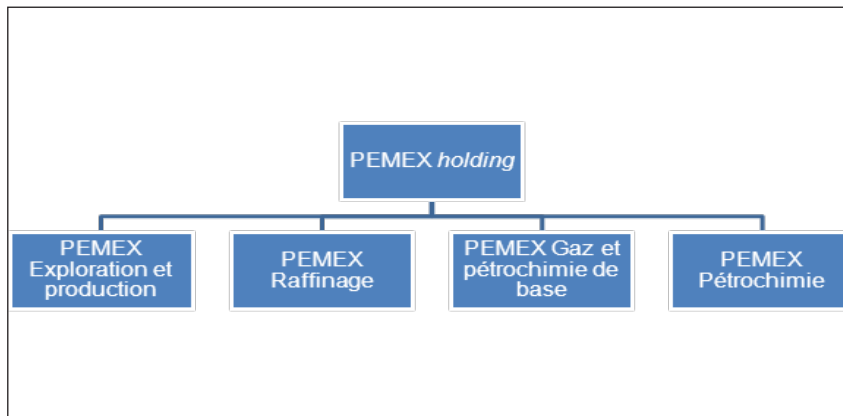 PEMEX holding
PEMEX
Exploration et
production
PEMEX
Raffinage
PEMEX Gaz et
pétrochimie de
base
PEMEX
Pétrochimie